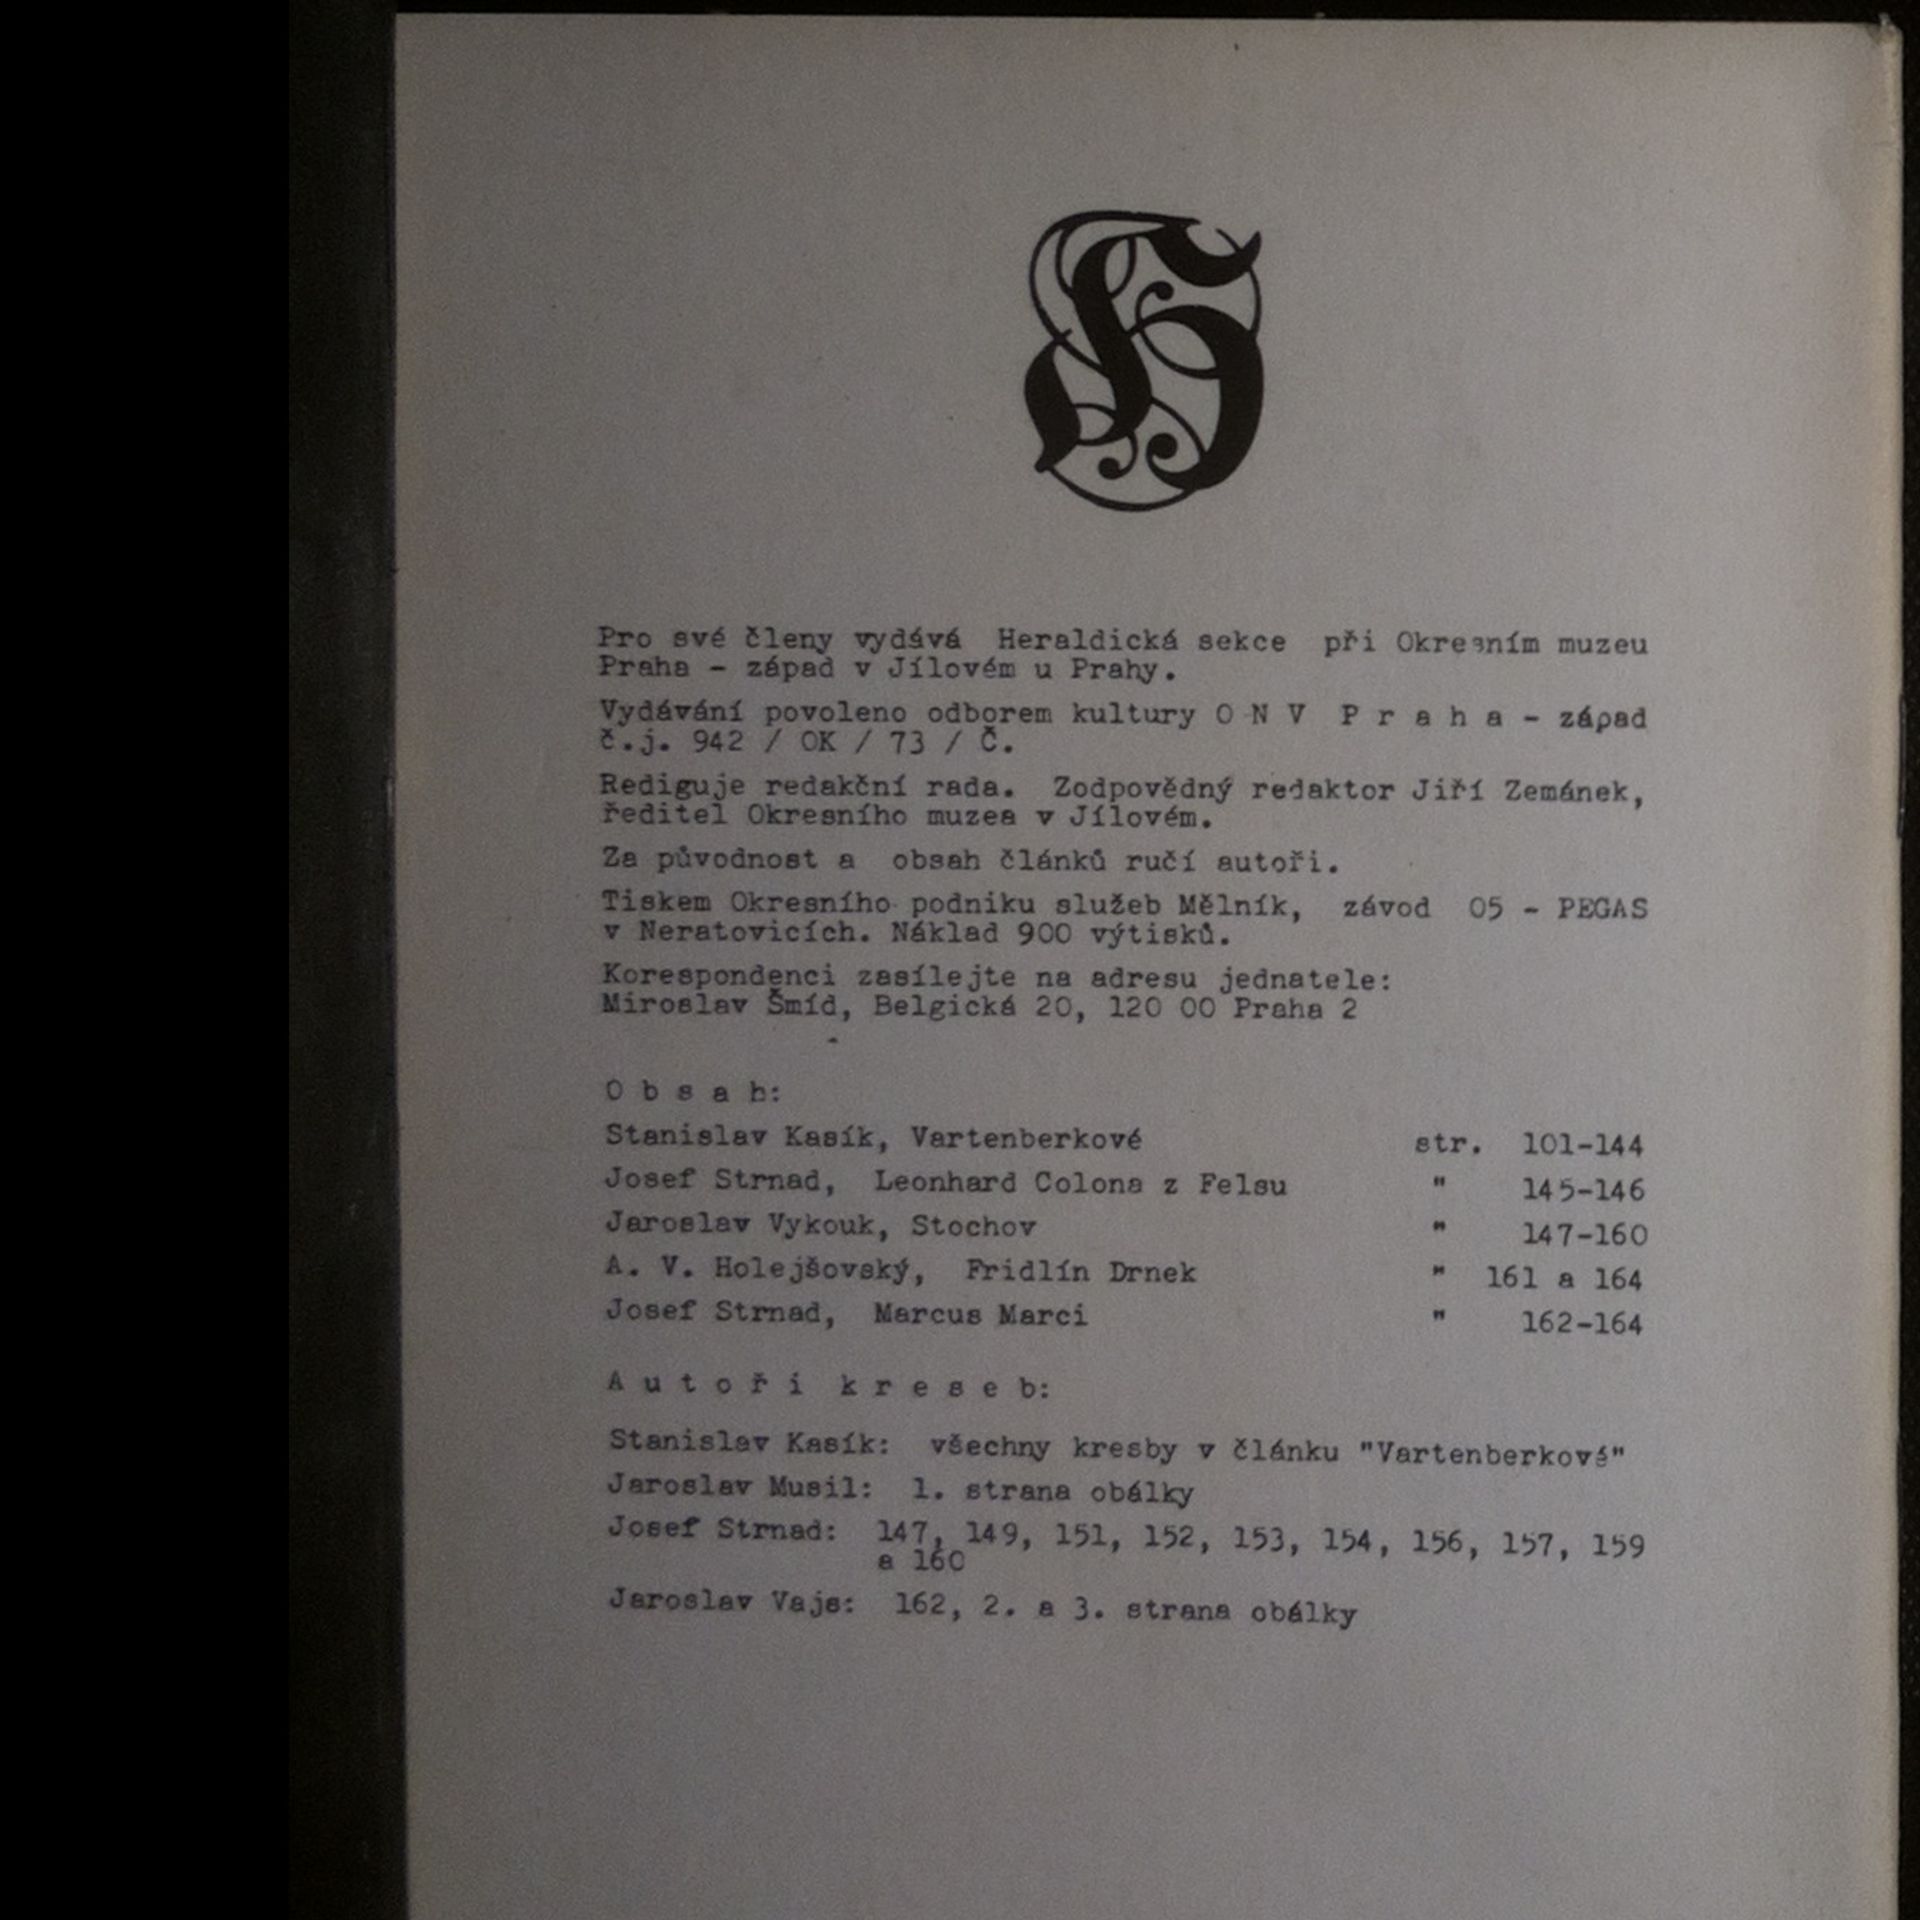 H
Pro své členy vydává Heraldická sekce při Okresním muzeu
Praha - západ v Jílovém u Prahy.
Vydávání povoleno odborem kultury O N V P r a h a - západ
č.j. 942 / OK / 73 / Č.
Rediguje redakční rada. Zodpovědný redaktor Jiří Zemánek,
ředitel Okresního muzea v Jílovém.
Za původnost a obsah článků ručí autoři.
Tiskem Okresního podniku služeb Mělník, závod 05 - PEGAS
v Neratovicích. Náklad 900 výtisků.
Korespondenci zasílejte na adresu jednatele:
Miroslav Šmíd, Belgická 20, 120 00 Praha 2
O b s a h:
Stanislav Kasík, Vartenberkové str. 101-144
Josef Strnad, Leonhard Colona z Felsu " 145-146
Jaroslav Vykouk, Stochov " 147-160
A. V. Holejšovský, Fridlín Drnek " 161 a 164
Josef Strnad, Marcus Marci " 162-164
A u t o ř i k r e s e b:
Stanislav Kasík: všechny kresby v článku "Vartenberkové"
Jaroslav Musil: 1. strana obálky
Josef Strnad: 147, 149, 151, 152, 153, 154, 156, 157, 159
a 160
Jaroslav Vajs: 162, 2. a 3. strana obálky